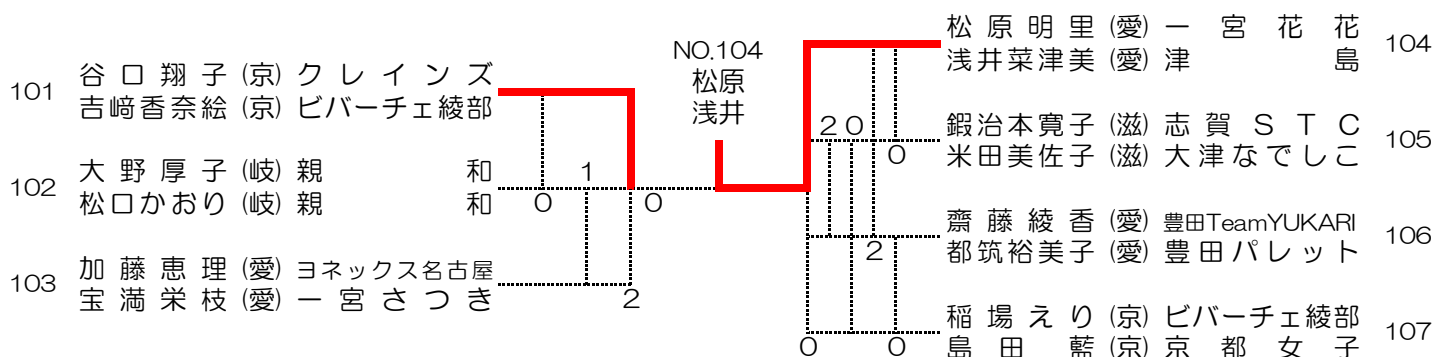 101 谷口翔子 (京) クレインズ
吉﨑香奈絵 (京) ビバーチェ綾部
102 大野厚子 (岐) 親和
松口かおり (岐) 親和
103 加藤恵理 (愛) ヨネックス名古屋
宝満栄枝 (愛) 一宮さつき
0
1
2
0
NO.104
松原
浅井
松原明里 (愛) 一宮花花 104
浅井菜津美 (愛) 津島
鍜治本寛子 (滋) 志賀STC 105
米田美佐子 (滋) 大津なでしこ
齋藤綾香 (愛) 豊田TeamYUKARI 106
都筑裕美子 (愛) 豊田パレット
稲場えり (京) ビバーチェ綾部 107
島田藍 (京) 京都女子
2 0
0
2
0
0